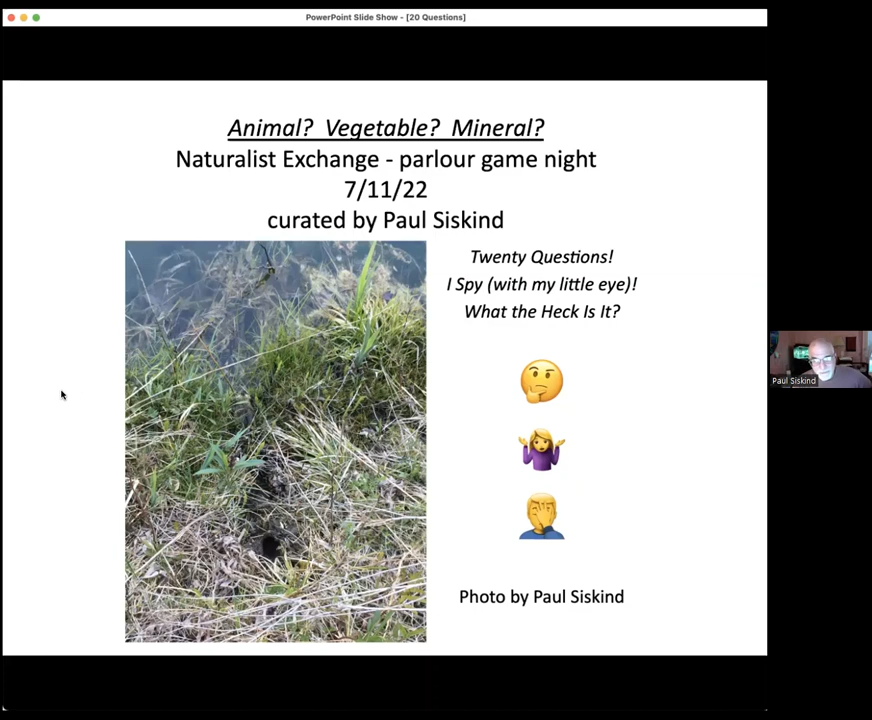 PowerPoint Slide Show - [20 Questions]
Animal? Vegetable? Mineral?
Naturalist Exchange - parlour game night
7/11/22
curated by Paul Siskind
Twenty Questions!
I Spy (with my little eye)!
What the Heck Is It?
Photo by Paul Siskind
Paul Siskind